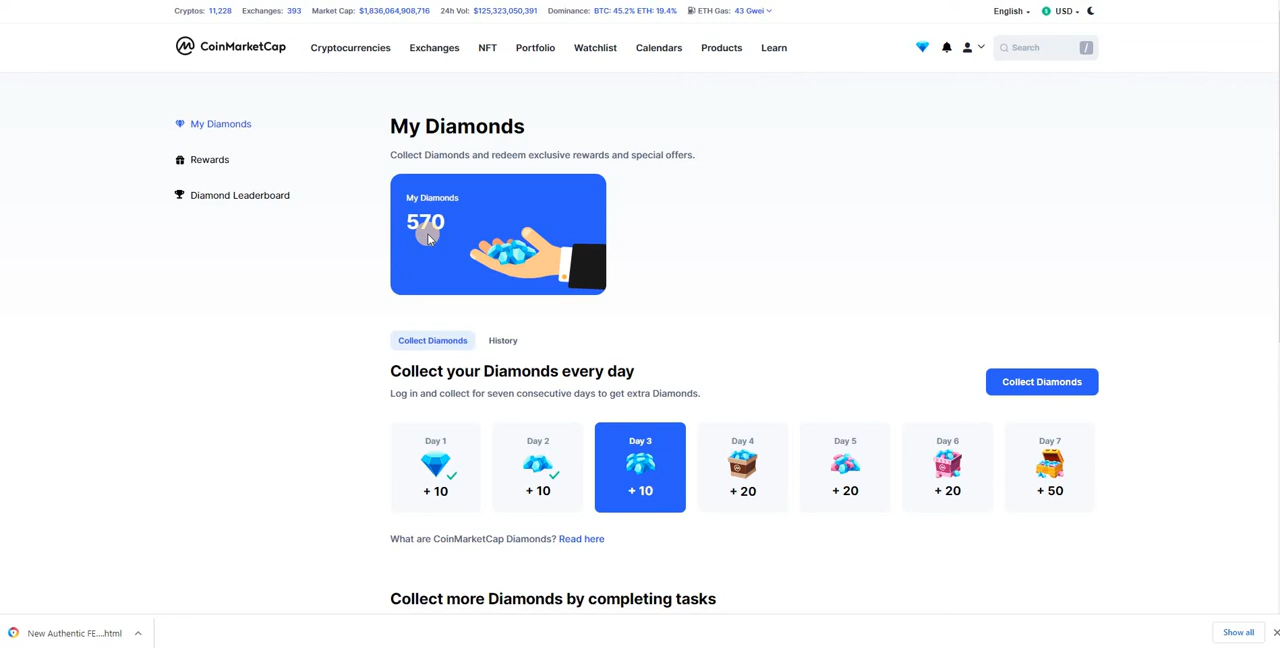 Cryptos: 11,228 Exchanges: 393 Market Cap: $1,836,064,908,716 24h Vol: $125,323,050,391 Dominance: BTC: 45.2% ETH: 19.4% ETH Gas: 43 Gwei English USD
CoinMarketCap Cryptocurrencies Exchanges NFT Portfolio Watchlist Calendars Products Learn Search /
My Diamonds
Rewards
Diamond Leaderboard
My Diamonds
Collect Diamonds and redeem exclusive rewards and special offers.
My Diamonds
570
Collect Diamonds History
Collect your Diamonds every day
Log in and collect for seven consecutive days to get extra Diamonds.
Collect Diamonds
Day 1 Day 2 Day 3 Day 4 Day 5 Day 6 Day 7
+ 10 + 10 + 10 + 20 + 20 + 20 + 50
What are CoinMarketCap Diamonds? Read here
Collect more Diamonds by completing tasks
New Authentic FE....html Show all